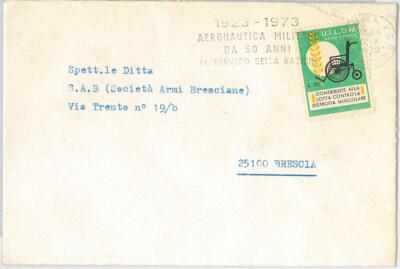 1923-1973
AERONAUTICA MILI
DA 50 ANNI
AL SERVIZIO DELLA NAZION
U.I.L.D.M.
CONTRIBUITE ALLA
LOTTA CONTRO LA
DISTROFIA MUSCOLARE
Spett.le Ditta
S.A.B (Società Armi Bresciane)
Via Trento n° 19/b
25100 BRESCIA